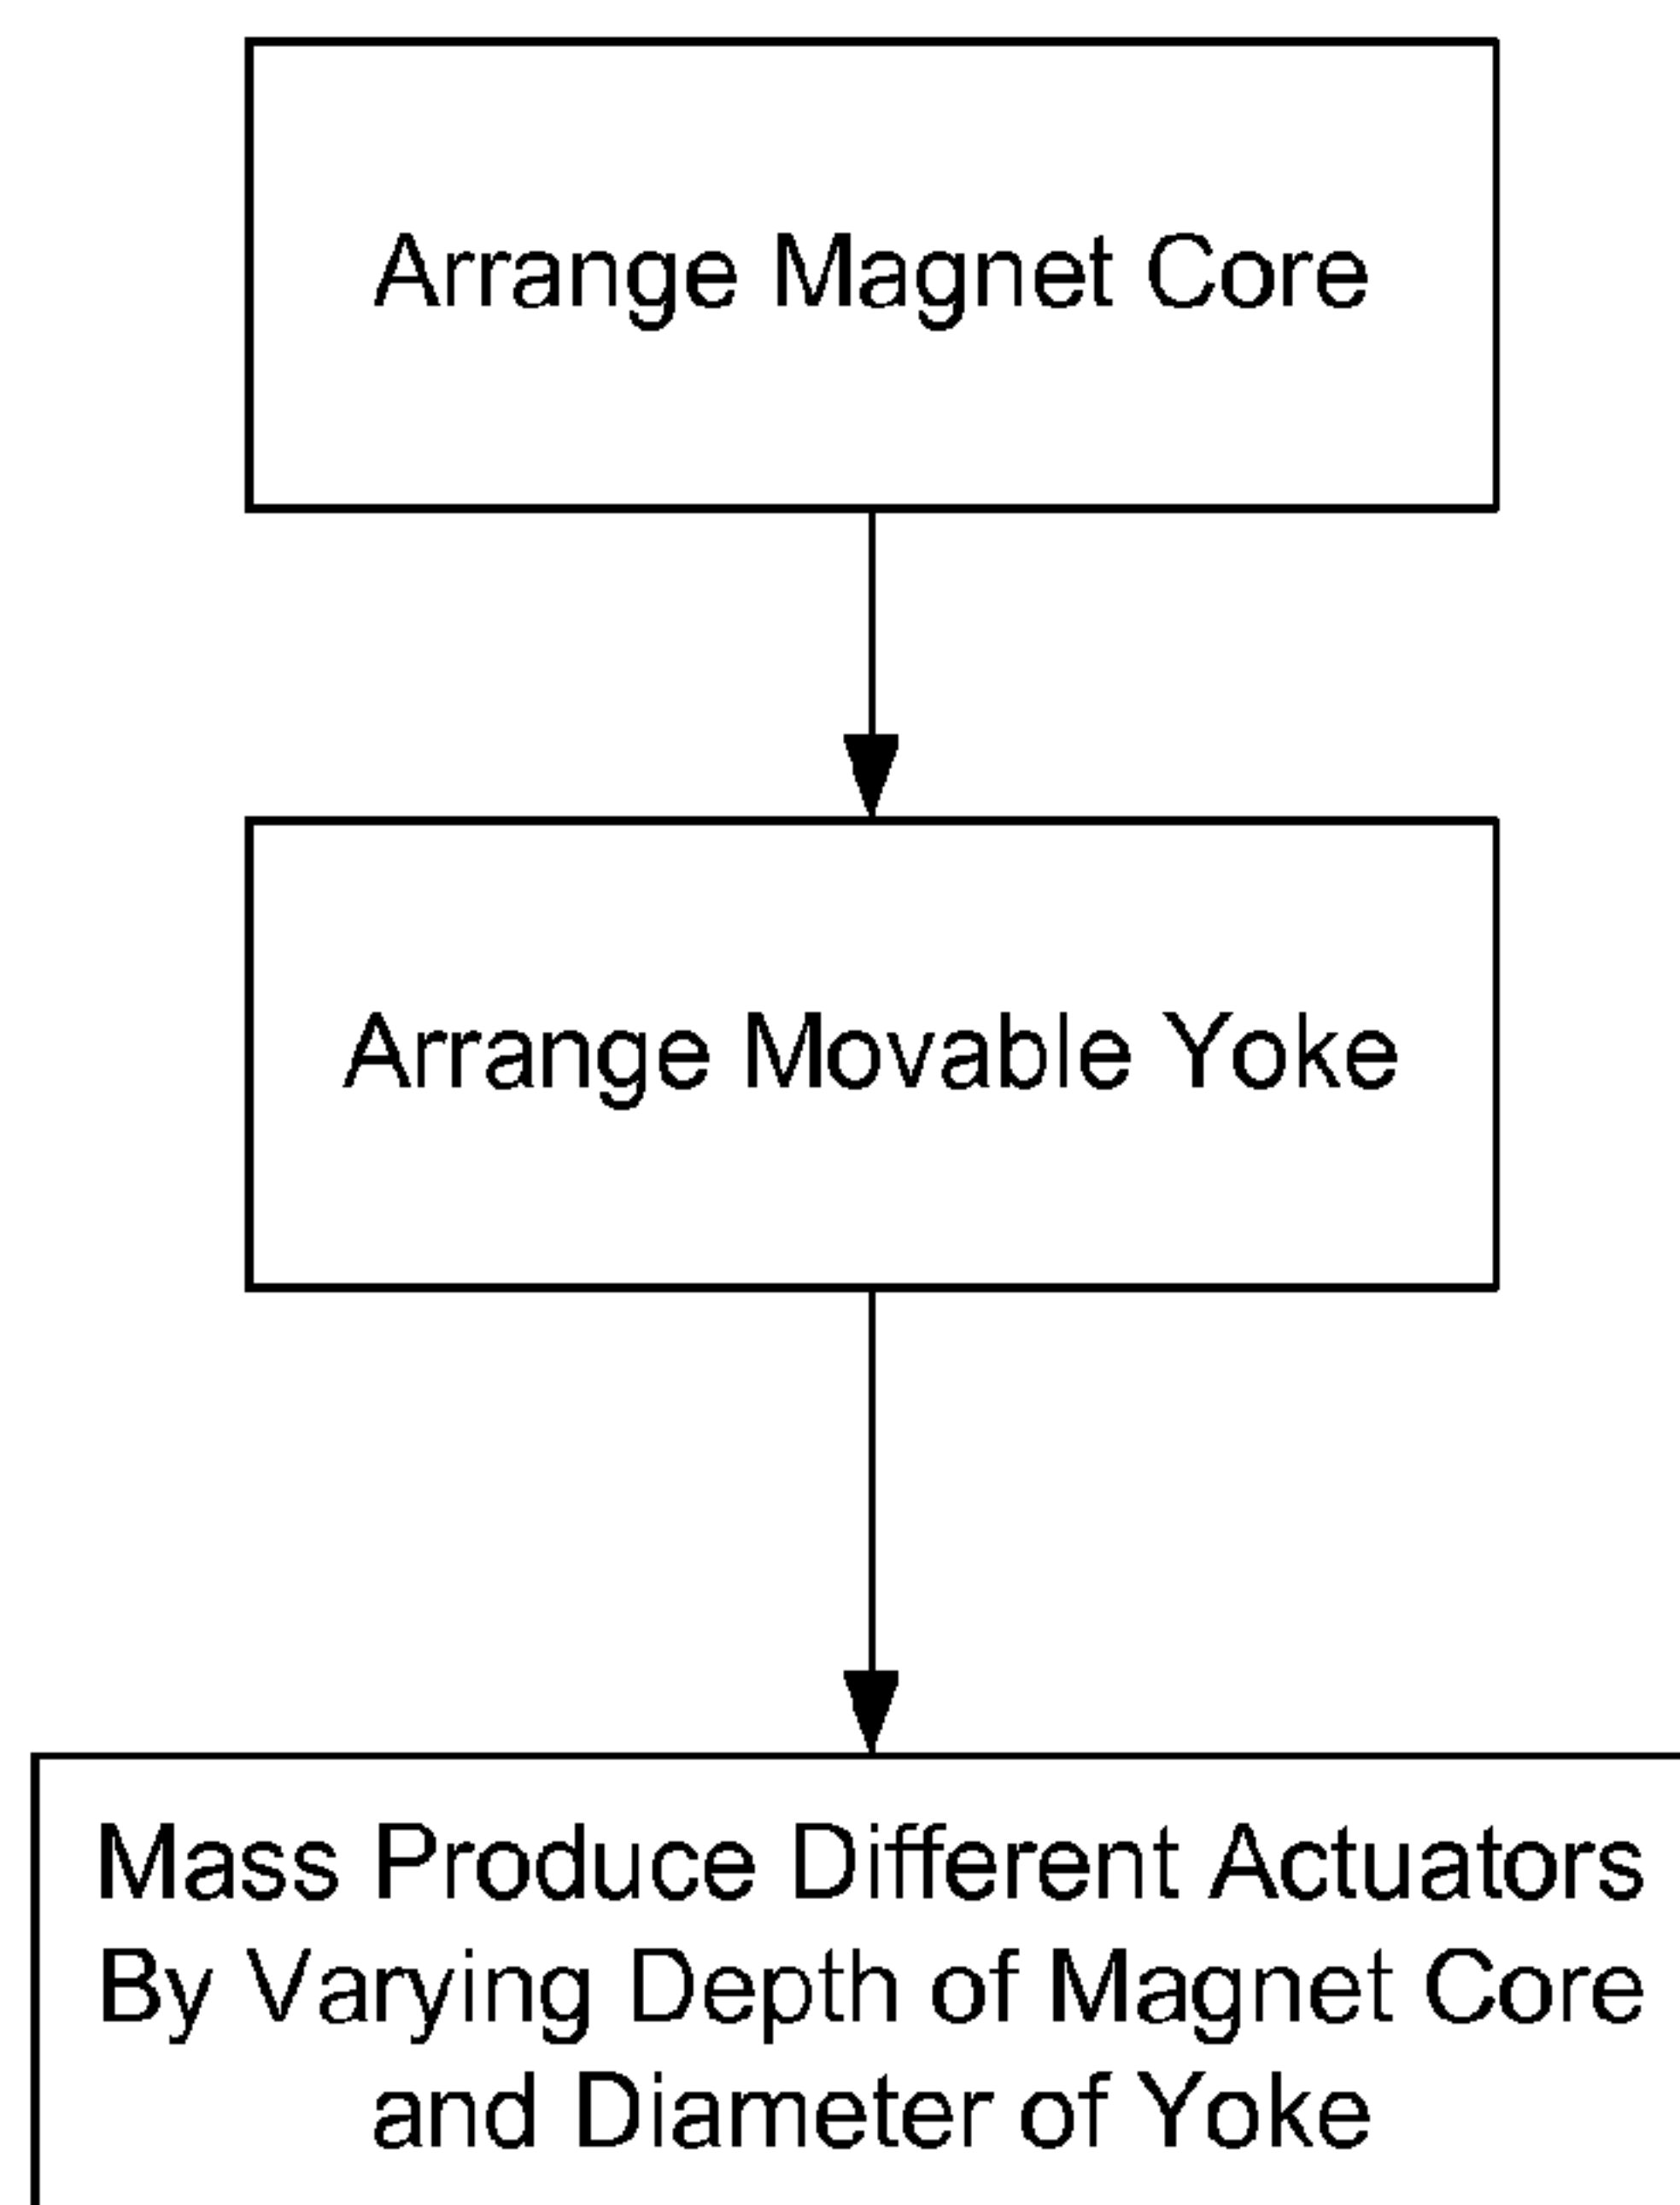 Arrange Magnet Core
Arrange Movable Yoke
Mass Produce Different Actuators
By Varying Depth of Magnet Core
and Diameter of Yoke